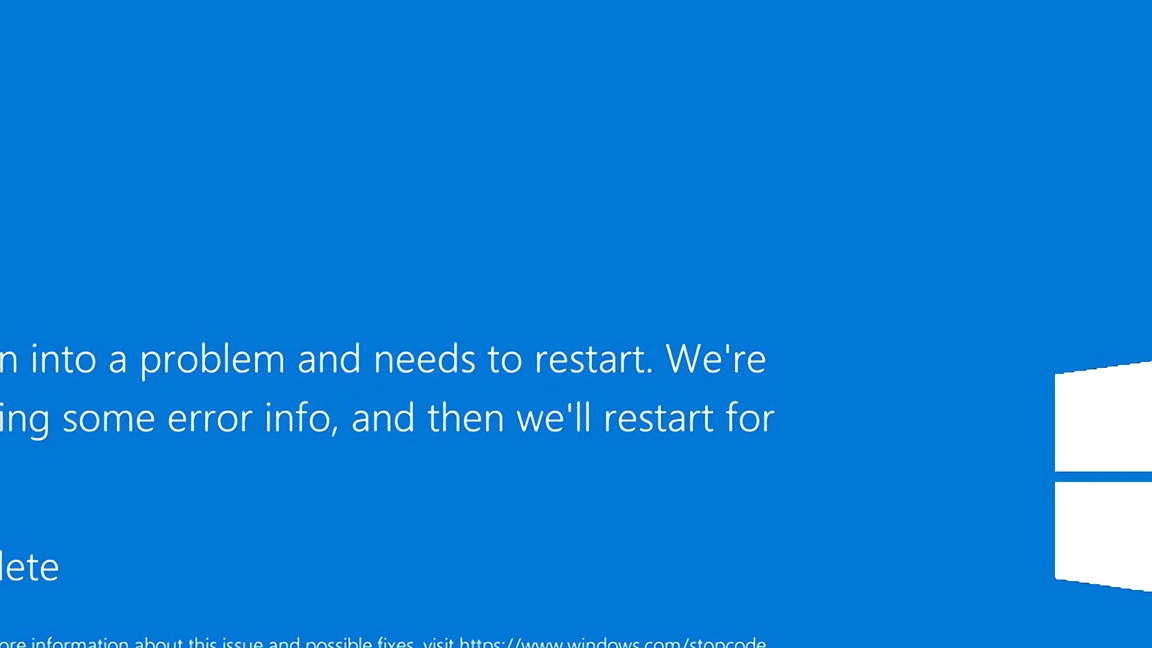 n into a problem and needs to restart. We're
ing some error info, and then we'll restart for
lete
ore information about this issue and possible fixes, visit https://www.windows.com/stopcode